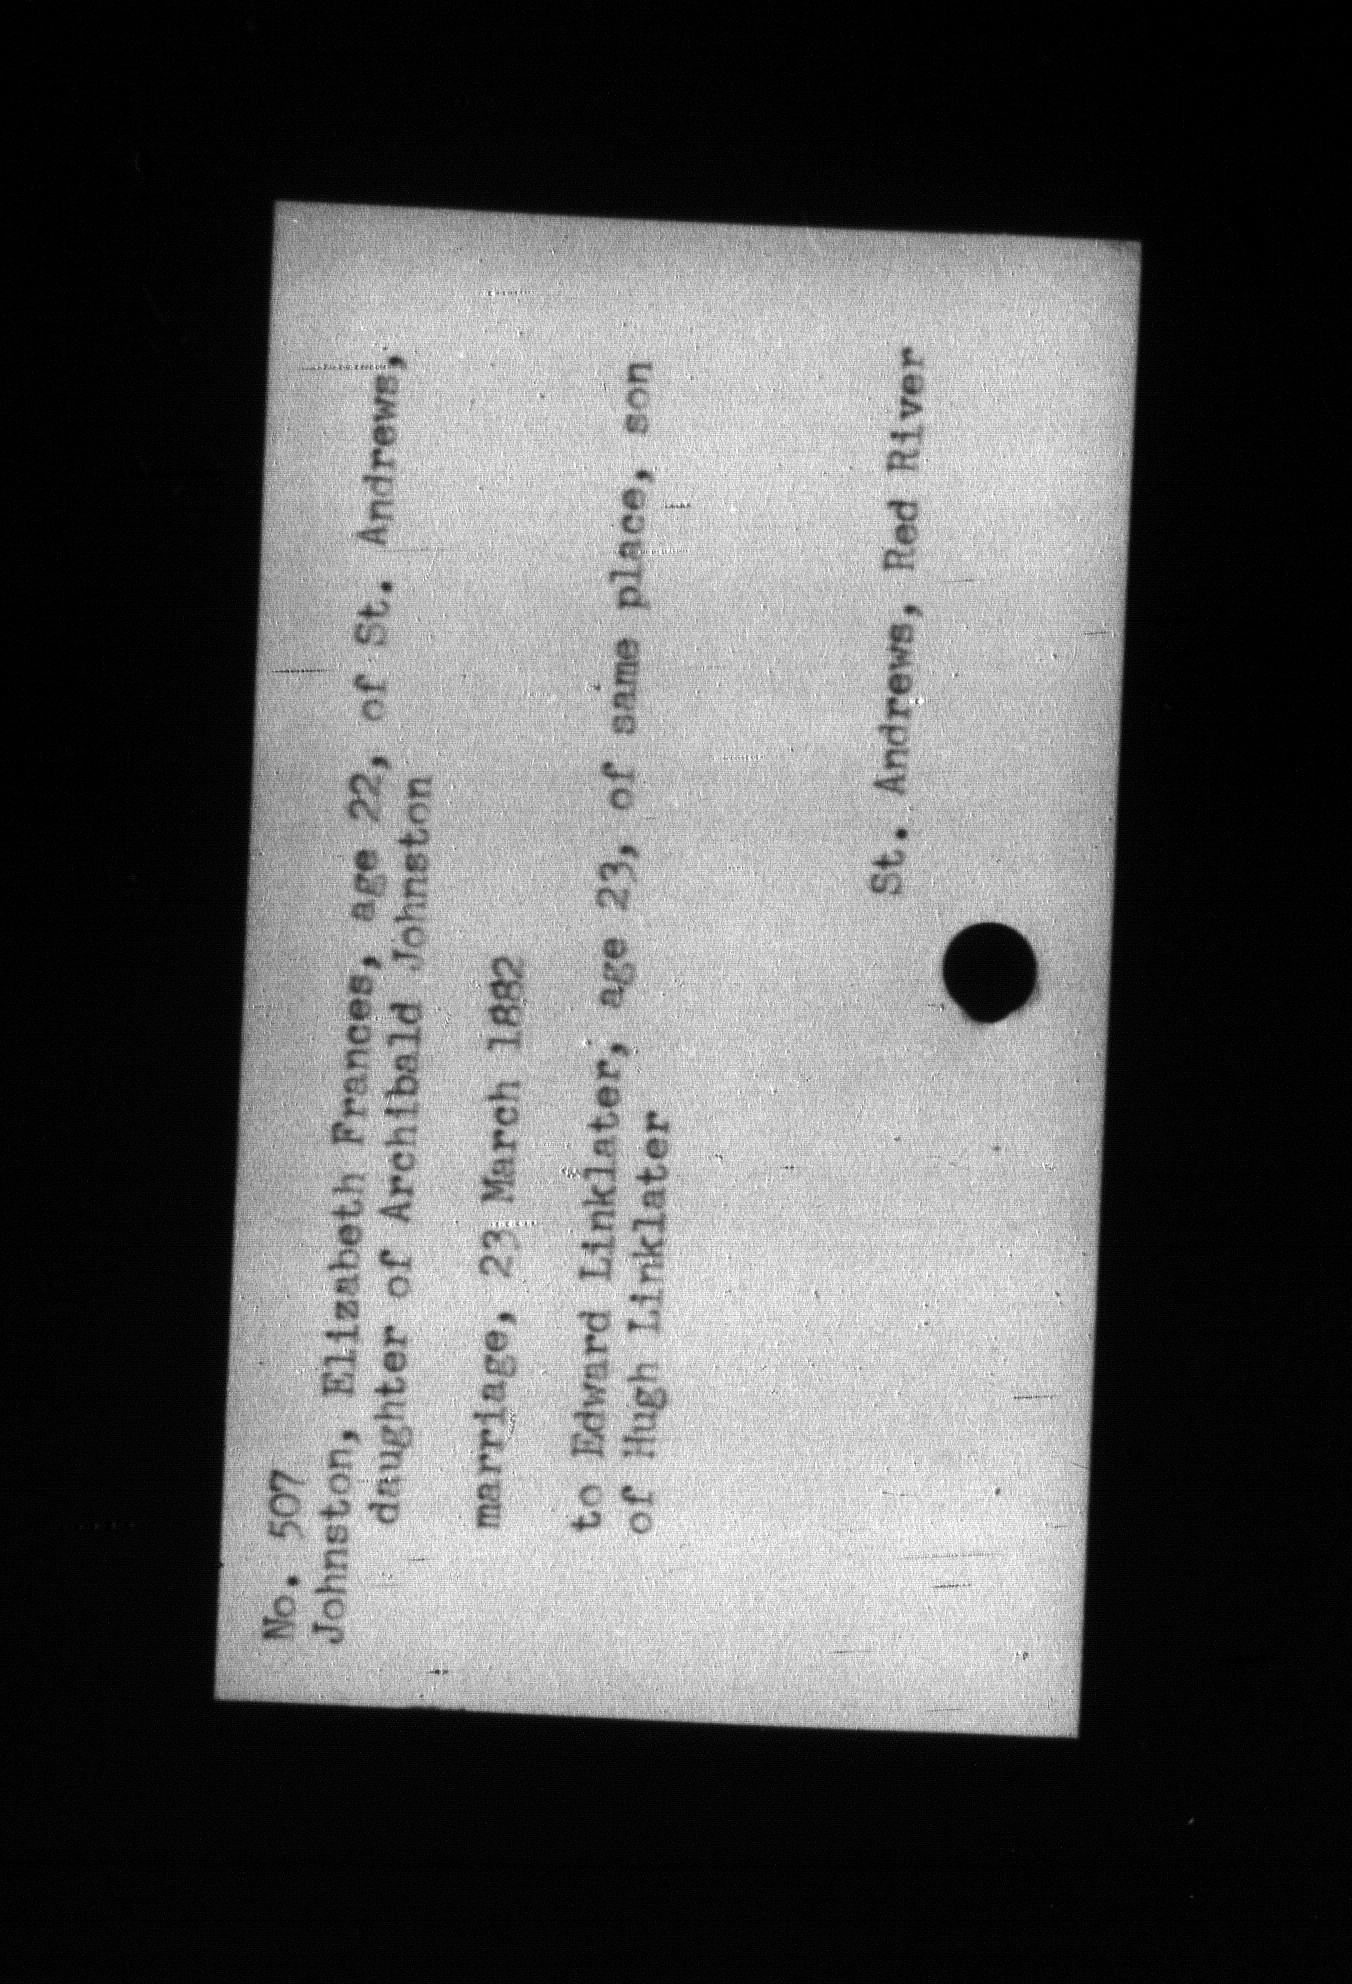 No. 507
Johnston, Elizabeth Frances, age 22, of St. Andrews,
daughter of Archibald Johnston
marriage, 23 March 1882
to Edward Linklater, age 23, of same place, son
of Hugh Linklater
St. Andrews, Red River